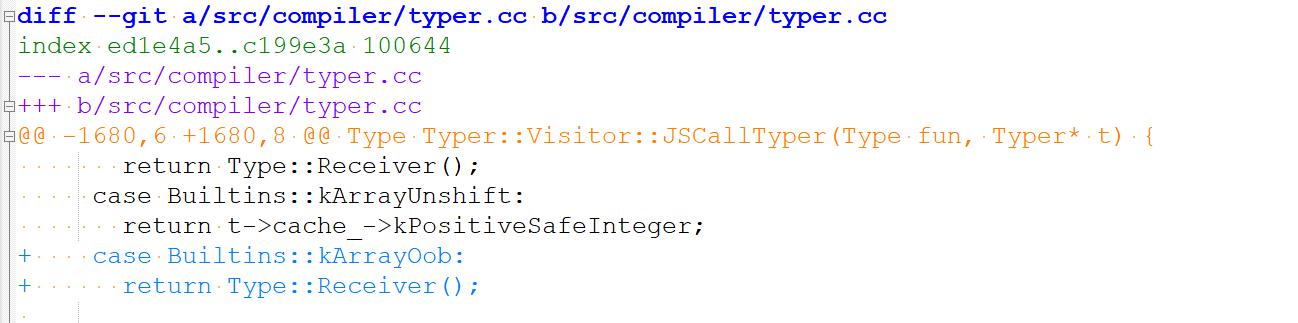 diff --git a/src/compiler/typer.cc b/src/compiler/typer.cc
index ed1e4a5..c199e3a 100644
--- a/src/compiler/typer.cc
+++ b/src/compiler/typer.cc
@@ -1680,6 +1680,8 @@ Type Typer::Visitor::JSCallTyper(Type fun, Typer* t) {
       return Type::Receiver();
     case Builtins::kArrayUnshift:
       return t->cache_->kPositiveSafeInteger;
+    case Builtins::kArrayOob:
+      return Type::Receiver();